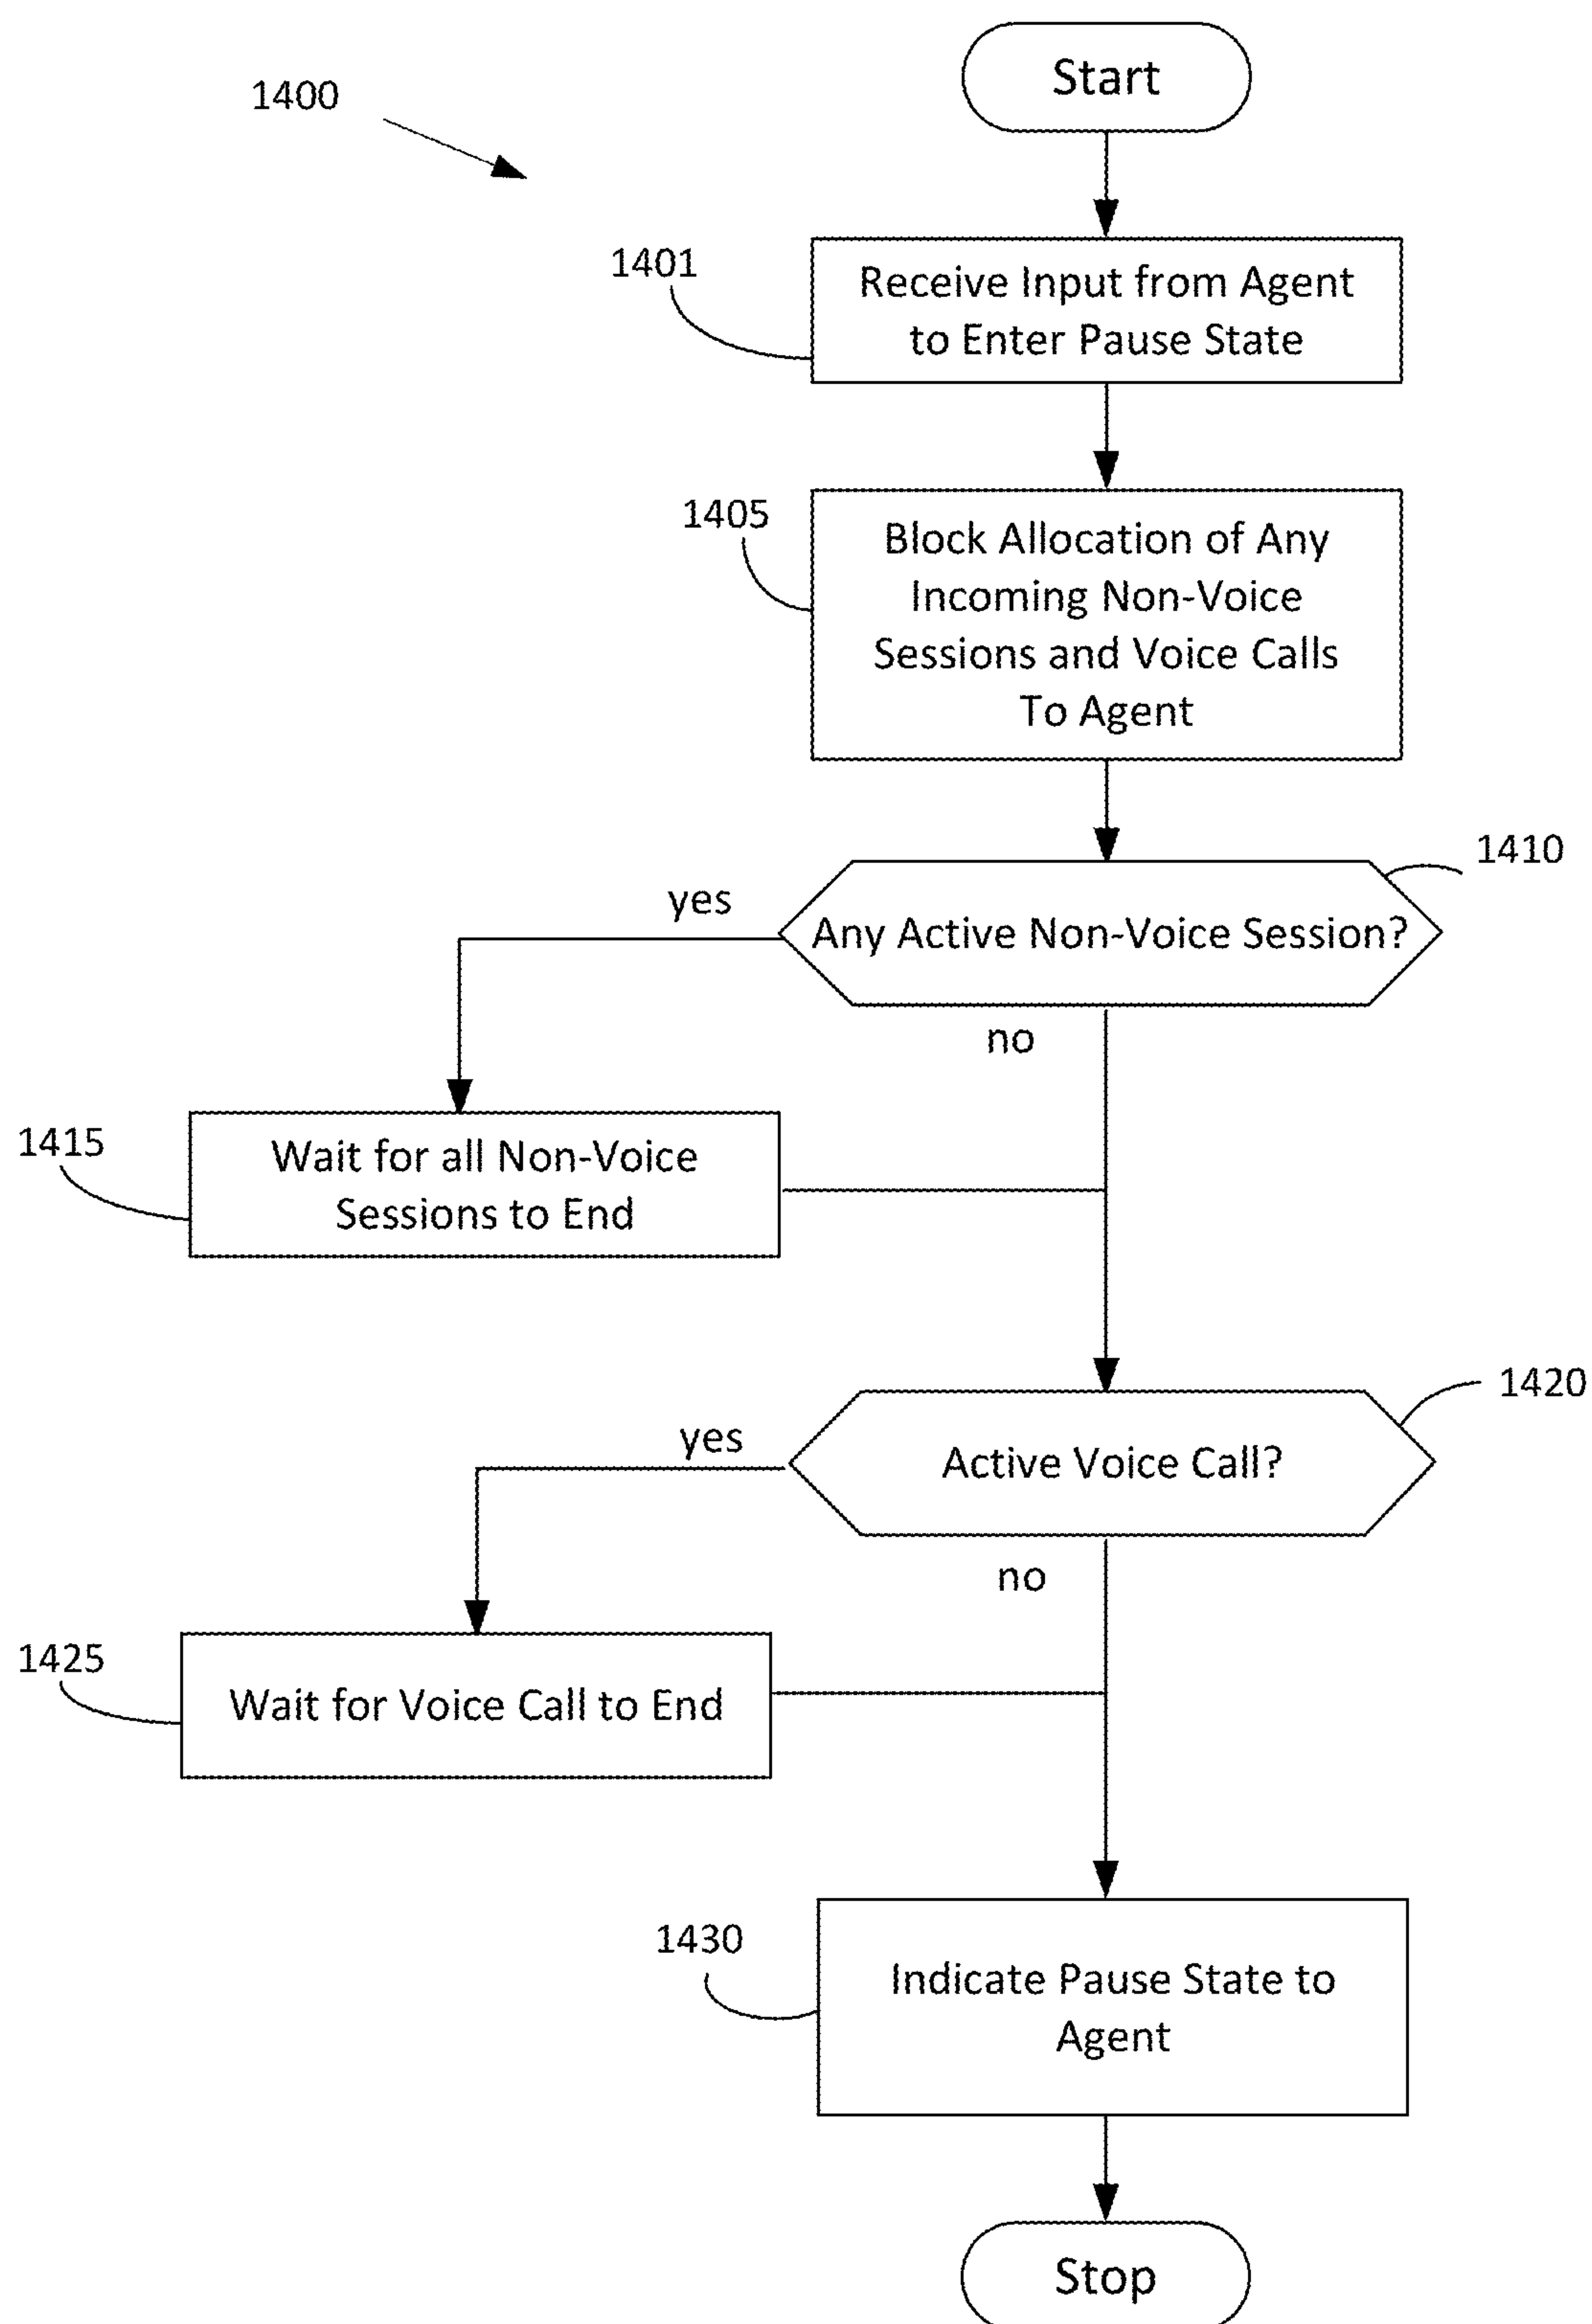 Start
1400
1401
Receive Input from Agent
to Enter Pause State
1405
Block Allocation of Any
Incoming Non-Voice
Sessions and Voice Calls
To Agent
1410
yes
Any Active Non-Voice Session?
no
1415
Wait for all Non-Voice
Sessions to End
1420
yes
Active Voice Call?
no
1425
Wait for Voice Call to End
1430
Indicate Pause State to
Agent
Stop